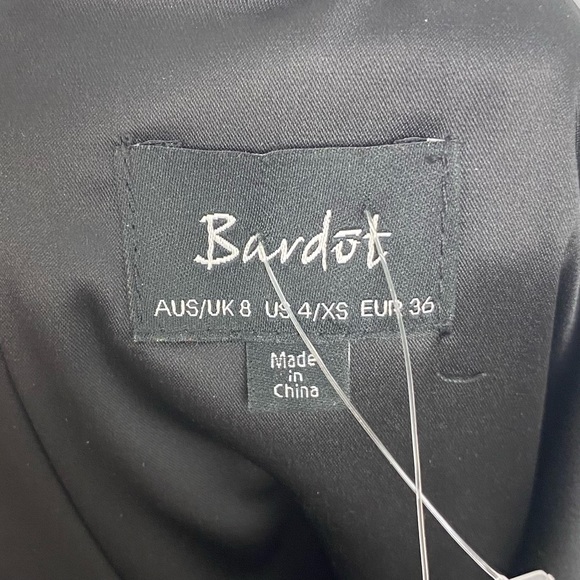 Bardōt
AUS/UK 8 US 4/XS EUR 36
Made
in
China